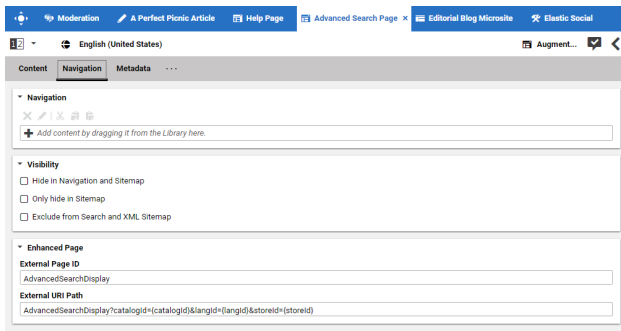 Moderation A Perfect Picnic Article Help Page Advanced Search Page × Editorial Blog Microsite Elastic Social
12 English (United States) Augment...
Content Navigation Metadata ...
Navigation
Add content by dragging it from the Library here.
Visibility
Hide in Navigation and Sitemap
Only hide in Sitemap
Exclude from Search and XML Sitemap
Enhanced Page
External Page ID
AdvancedSearchDisplay
External URI Path
AdvancedSearchDisplay?catalogId={catalogId}&langId={langId}&storeId={storeId}